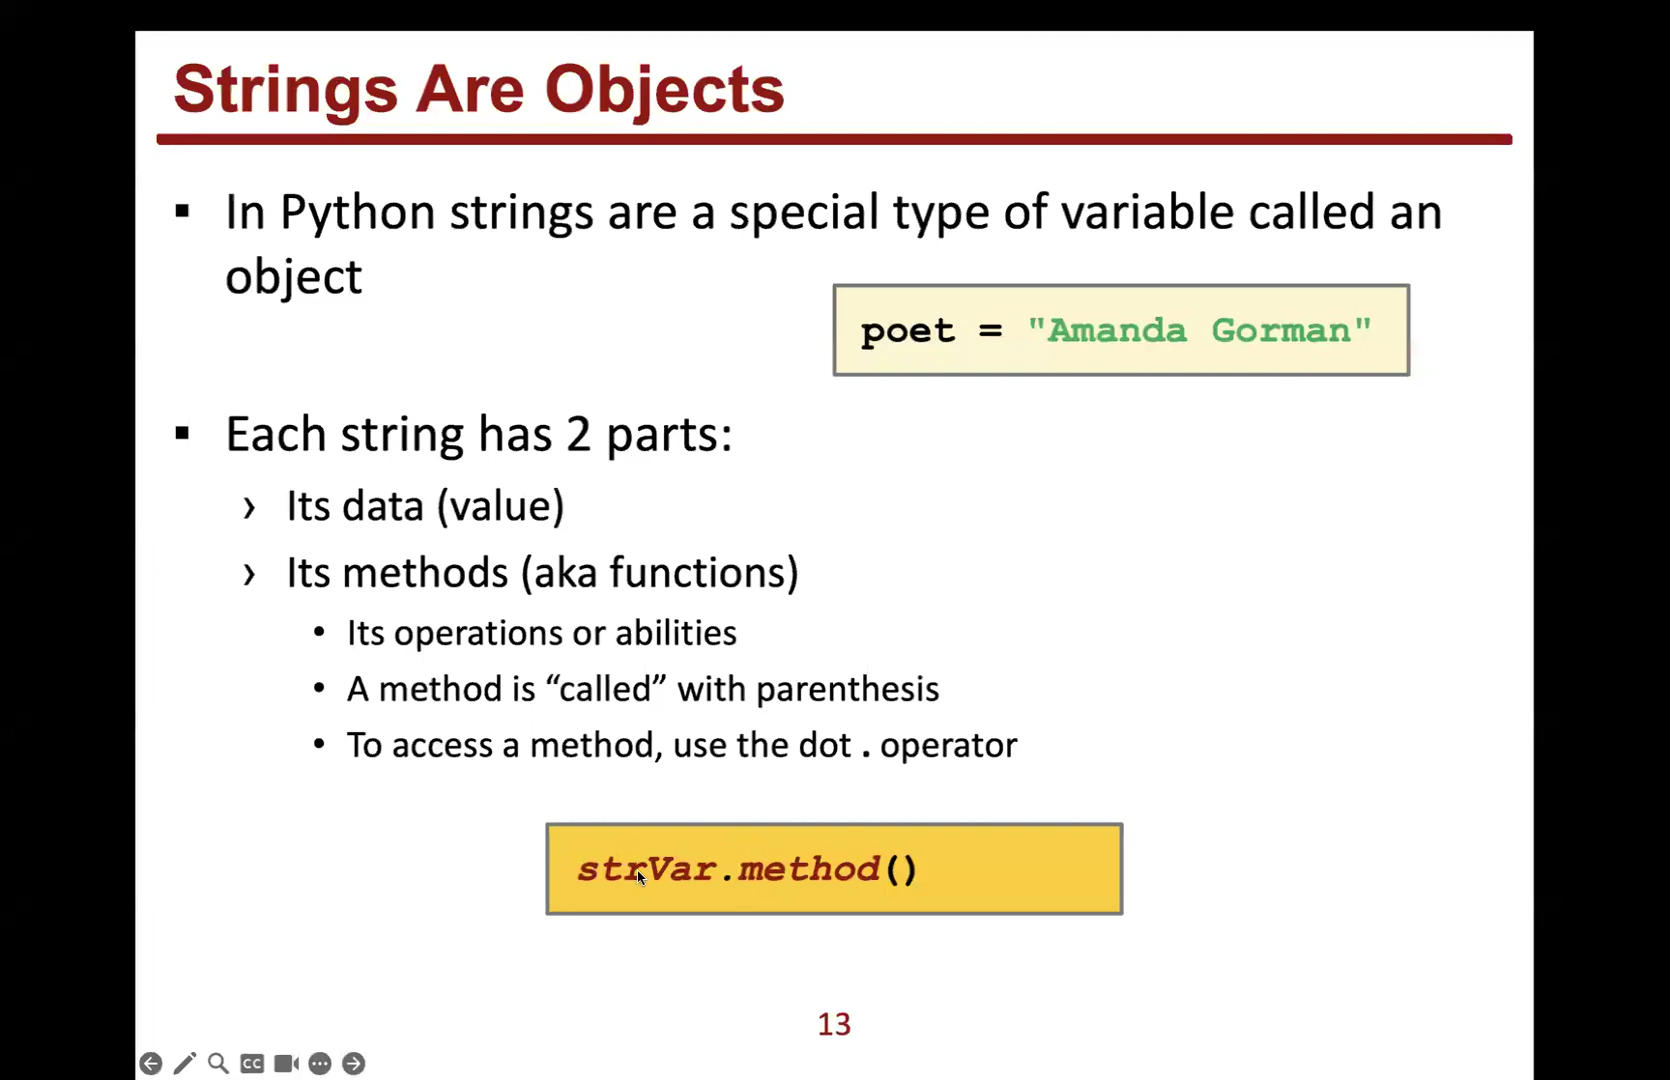 Strings Are Objects
▪ In Python strings are a special type of variable called an
object
poet = "Amanda Gorman"
▪ Each string has 2 parts:
› Its data (value)
› Its methods (aka functions)
• Its operations or abilities
• A method is “called” with parenthesis
• To access a method, use the dot . operator
strVar.method()
13
CC